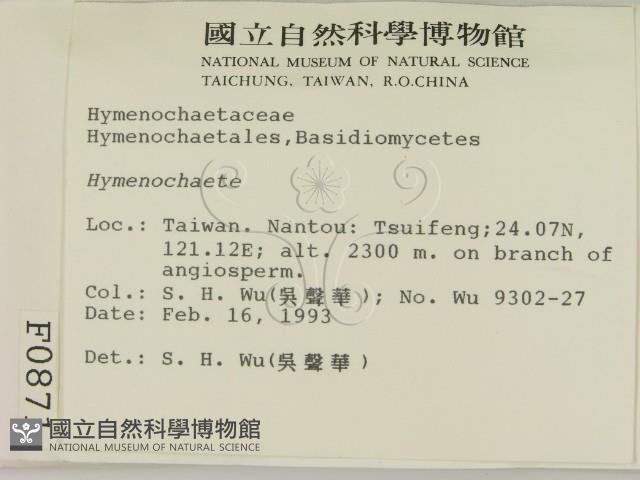 國立自然科學博物館
NATIONAL MUSEUM OF NATURAL SCIENCE
TAICHUNG, TAIWAN, R.O.CHINA
Hymenochaetaceae
Hymenochaetales,Basidiomycetes
Hymenochaete
Loc.: Taiwan. Nantou: Tsuifeng;24.07N,
121.12E; alt. 2300 m. on branch of
angiosperm.
Col.: S. H. Wu(吳聲華); No. Wu 9302-27
Date: Feb. 16, 1993
Det.: S. H. Wu(吳聲華)
國立自然科學博物館
NATIONAL MUSEUM OF NATURAL SCIENCE